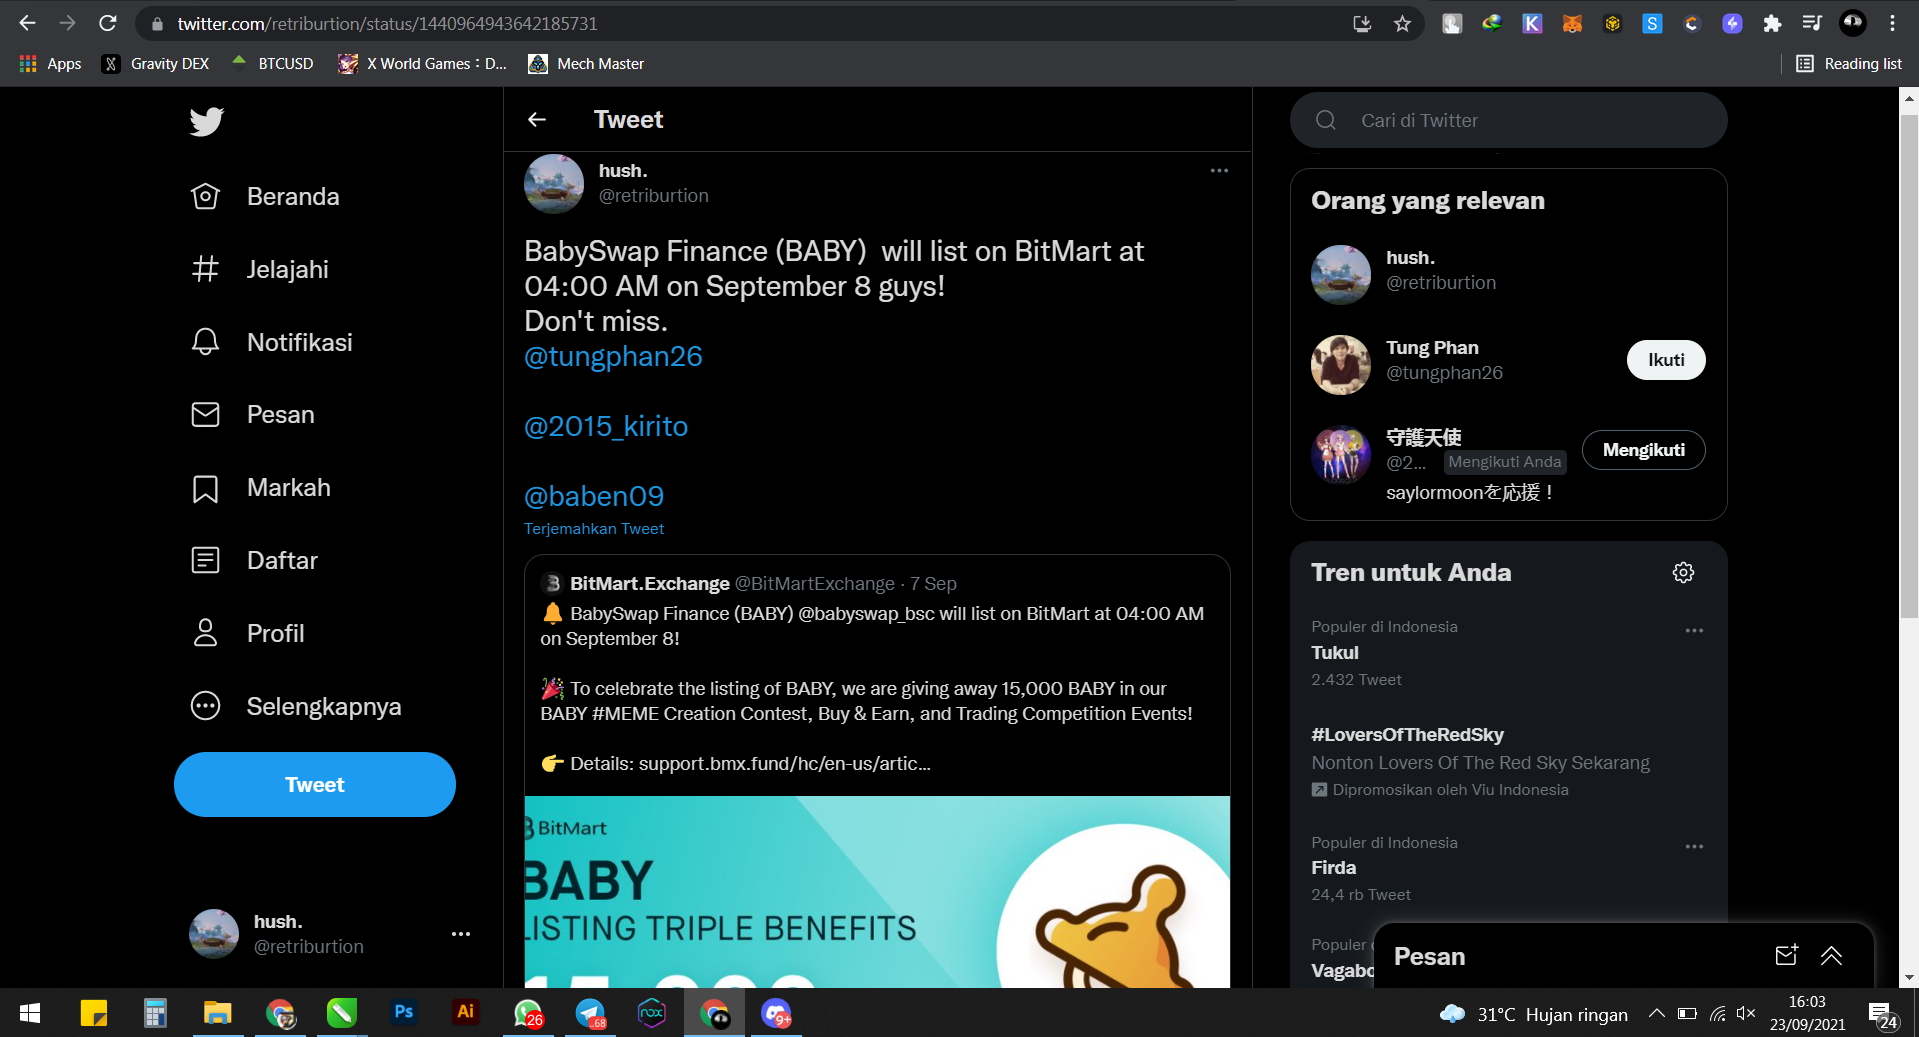 twitter.com/retriburtion/status/1440964943642185731
Apps
Gravity DEX
BTCUSD
X World Games : D...
Mech Master
Reading list
Beranda
Jelajahi
Notifikasi
Pesan
Markah
Daftar
Profil
Selengkapnya
Tweet
hush.
@retriburtion
Tweet
hush.
@retriburtion
BabySwap Finance (BABY)  will list on BitMart at
04:00 AM on September 8 guys!
Don't miss.
@tungphan26
@2015_kirito
@baben09
Terjemahkan Tweet
BitMart.Exchange @BitMartExchange · 7 Sep
🔔 BabySwap Finance (BABY) @babyswap_bsc will list on BitMart at 04:00 AM
on September 8!
🎉 To celebrate the listing of BABY, we are giving away 15,000 BABY in our
BABY #MEME Creation Contest, Buy & Earn, and Trading Competition Events!
👉 Details: support.bmx.fund/hc/en-us/artic...
BitMart
BABY
LISTING TRIPLE BENEFITS
15,000
Cari di Twitter
Orang yang relevan
hush.
@retriburtion
Tung Phan
@tungphan26
Ikuti
守護天使
@2... Mengikuti Anda
Mengikuti
saylormoonを応援！
Tren untuk Anda
Populer di Indonesia
Tukul
2.432 Tweet
#LoversOfTheRedSky
Nonton Lovers Of The Red Sky Sekarang
Dipromosikan oleh Viu Indonesia
Populer di Indonesia
Firda
24,4 rb Tweet
Populer
Vagabo
Pesan
Ps
Ai
26
68
nox
9+
31°C Hujan ringan
16:03
23/09/2021
24